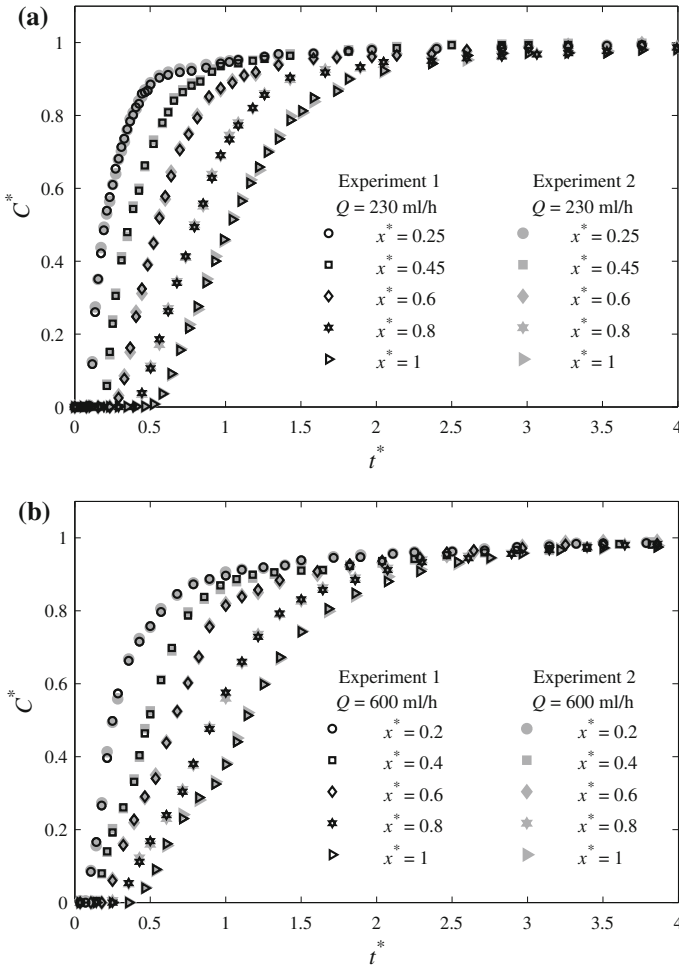 (a)
1
0.8
0.6
0.4
0.2
0
C*
Experiment 1
Q = 230 ml/h
x* = 0.25
x* = 0.45
x* = 0.6
x* = 0.8
x* = 1
Experiment 2
Q = 230 ml/h
x* = 0.25
x* = 0.45
x* = 0.6
x* = 0.8
x* = 1
0 0.5 1 1.5 2 2.5 3 3.5 4
t*
(b)
1
0.8
0.6
0.4
0.2
0
C*
Experiment 1
Q = 600 ml/h
x* = 0.2
x* = 0.4
x* = 0.6
x* = 0.8
x* = 1
Experiment 2
Q = 600 ml/h
x* = 0.2
x* = 0.4
x* = 0.6
x* = 0.8
x* = 1
0 0.5 1 1.5 2 2.5 3 3.5 4
t*